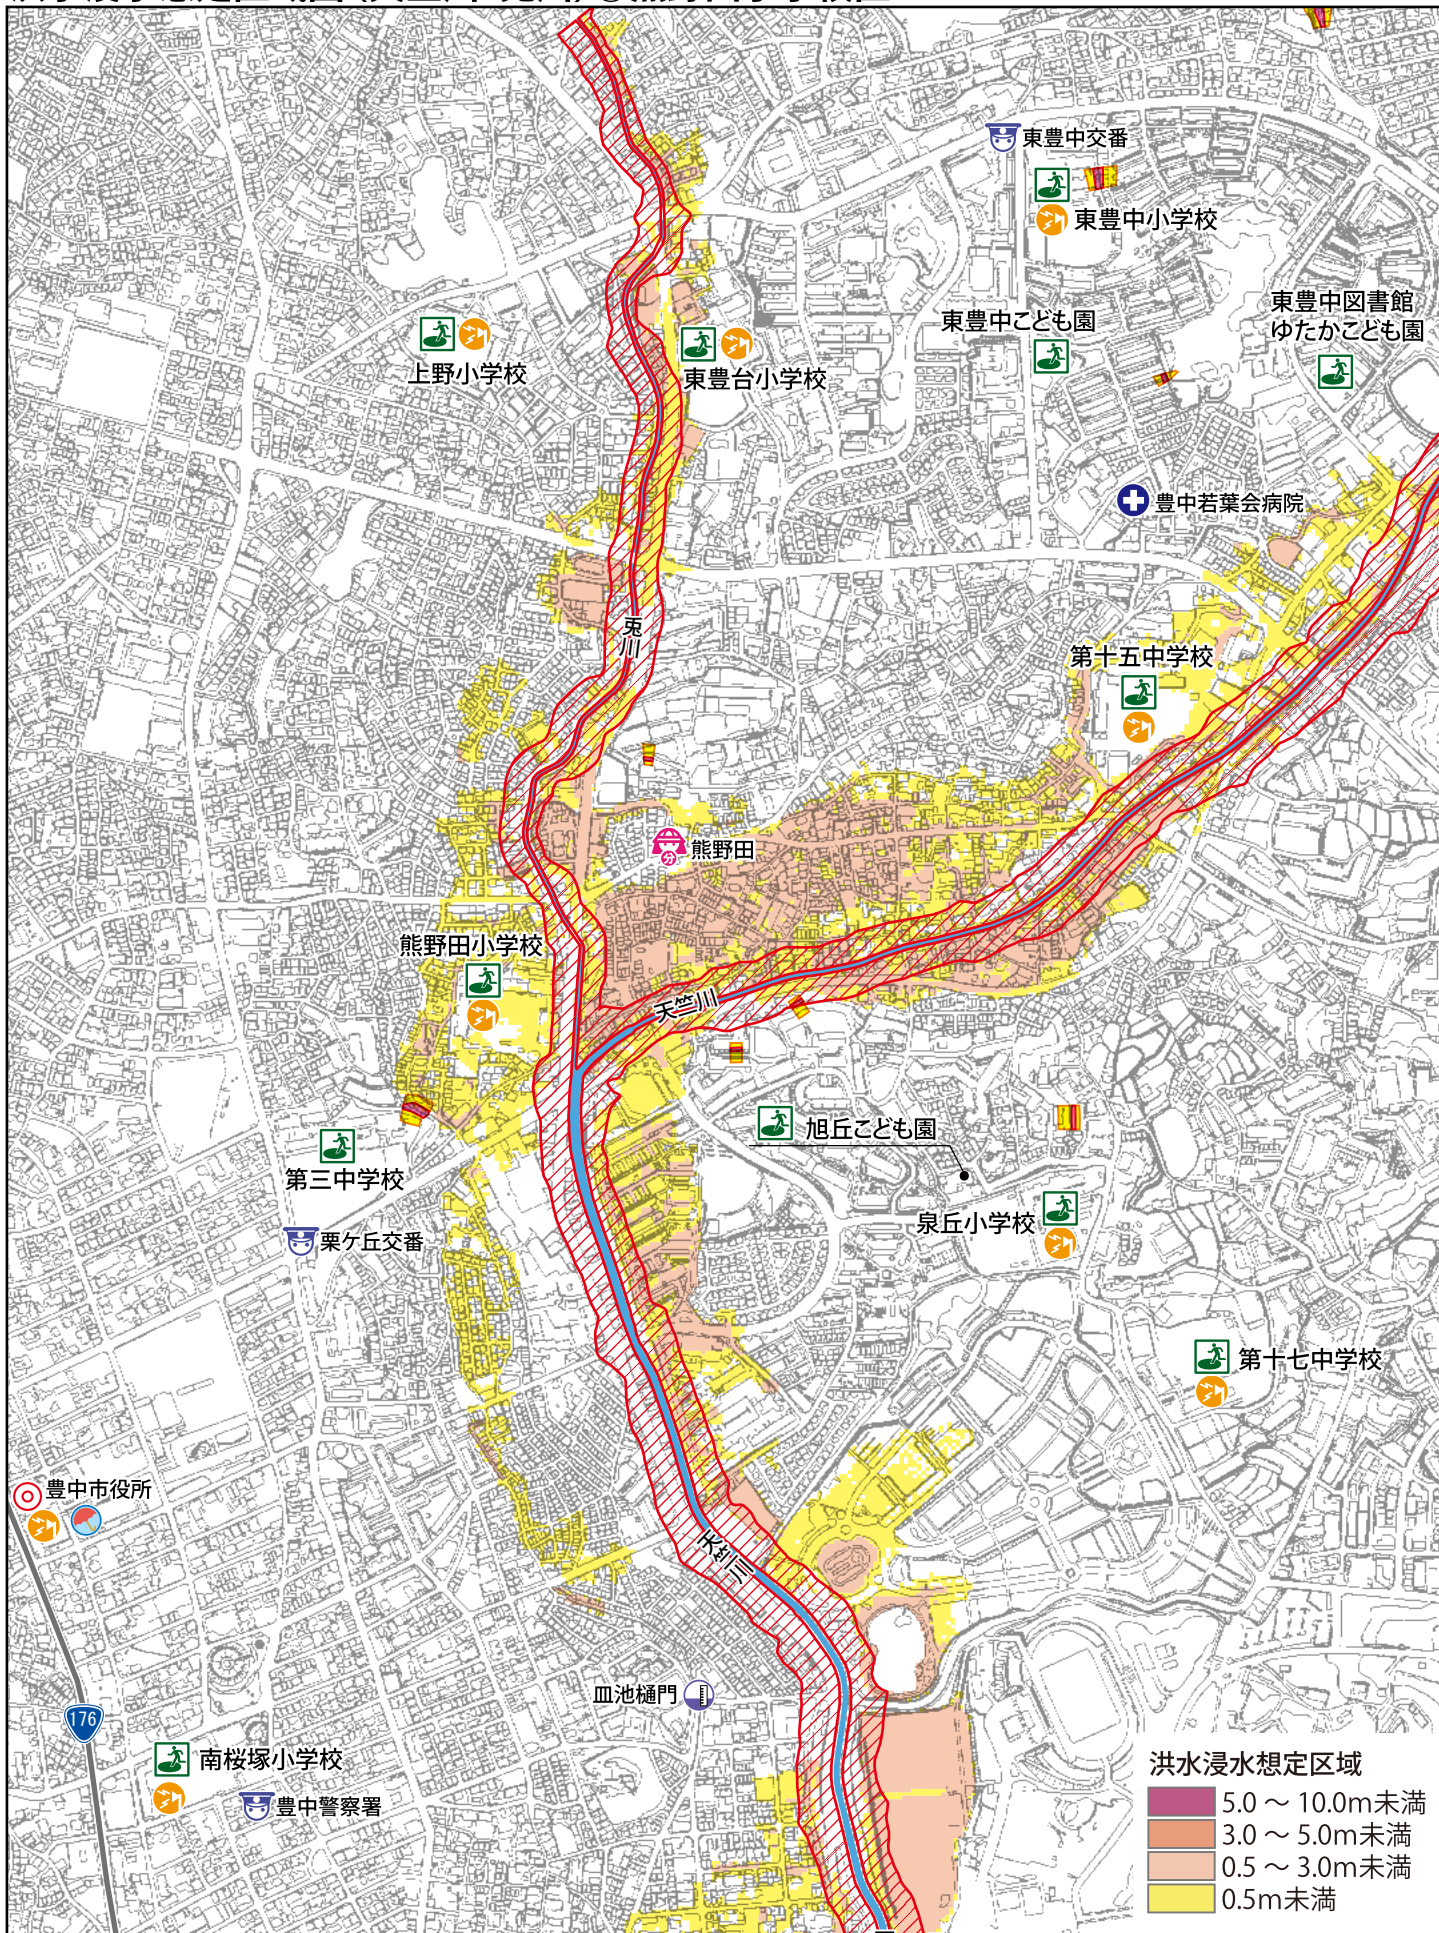 東豊中交番
東豊中小学校
東豊中図書館
ゆたかこども園
東豊中こども園
上野小学校
東豊台小学校
豊中若葉会病院
兎川
第十五中学校
分
熊野田
熊野田小学校
天竺川
旭丘こども園
第三中学校
泉丘小学校
栗ケ丘交番
第十七中学校
豊中市役所
天竺川
皿池樋門
176
南桜塚小学校
豊中警察署
洪水浸水想定区域
5.0 ～ 10.0m未満
3.0 ～ 5.0m未満
0.5 ～ 3.0m未満
0.5m未満